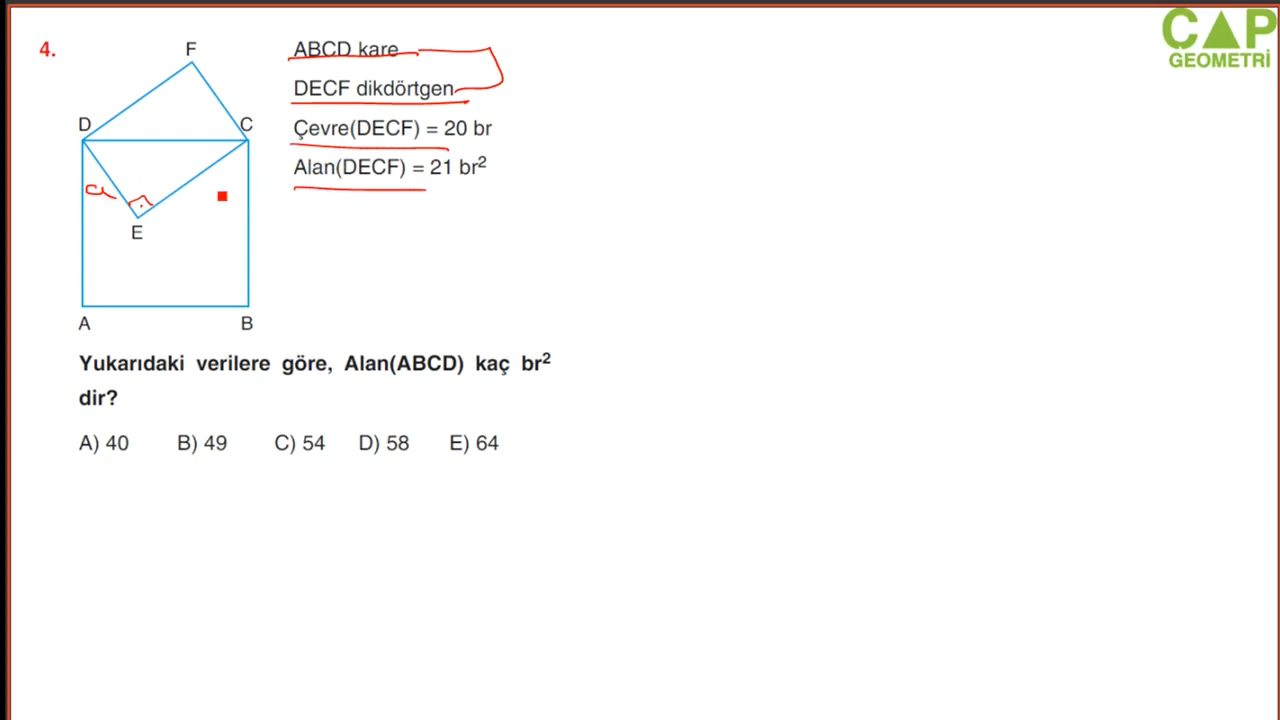 ÇAP
GEOMETRİ
4.
F
D
C
a
E
A
B
ABCD kare
DECF dikdörtgen
Çevre(DECF) = 20 br
Alan(DECF) = 21 br²
Yukarıdaki verilere göre, Alan(ABCD) kaç br²
dir?
A) 40 B) 49 C) 54 D) 58 E) 64